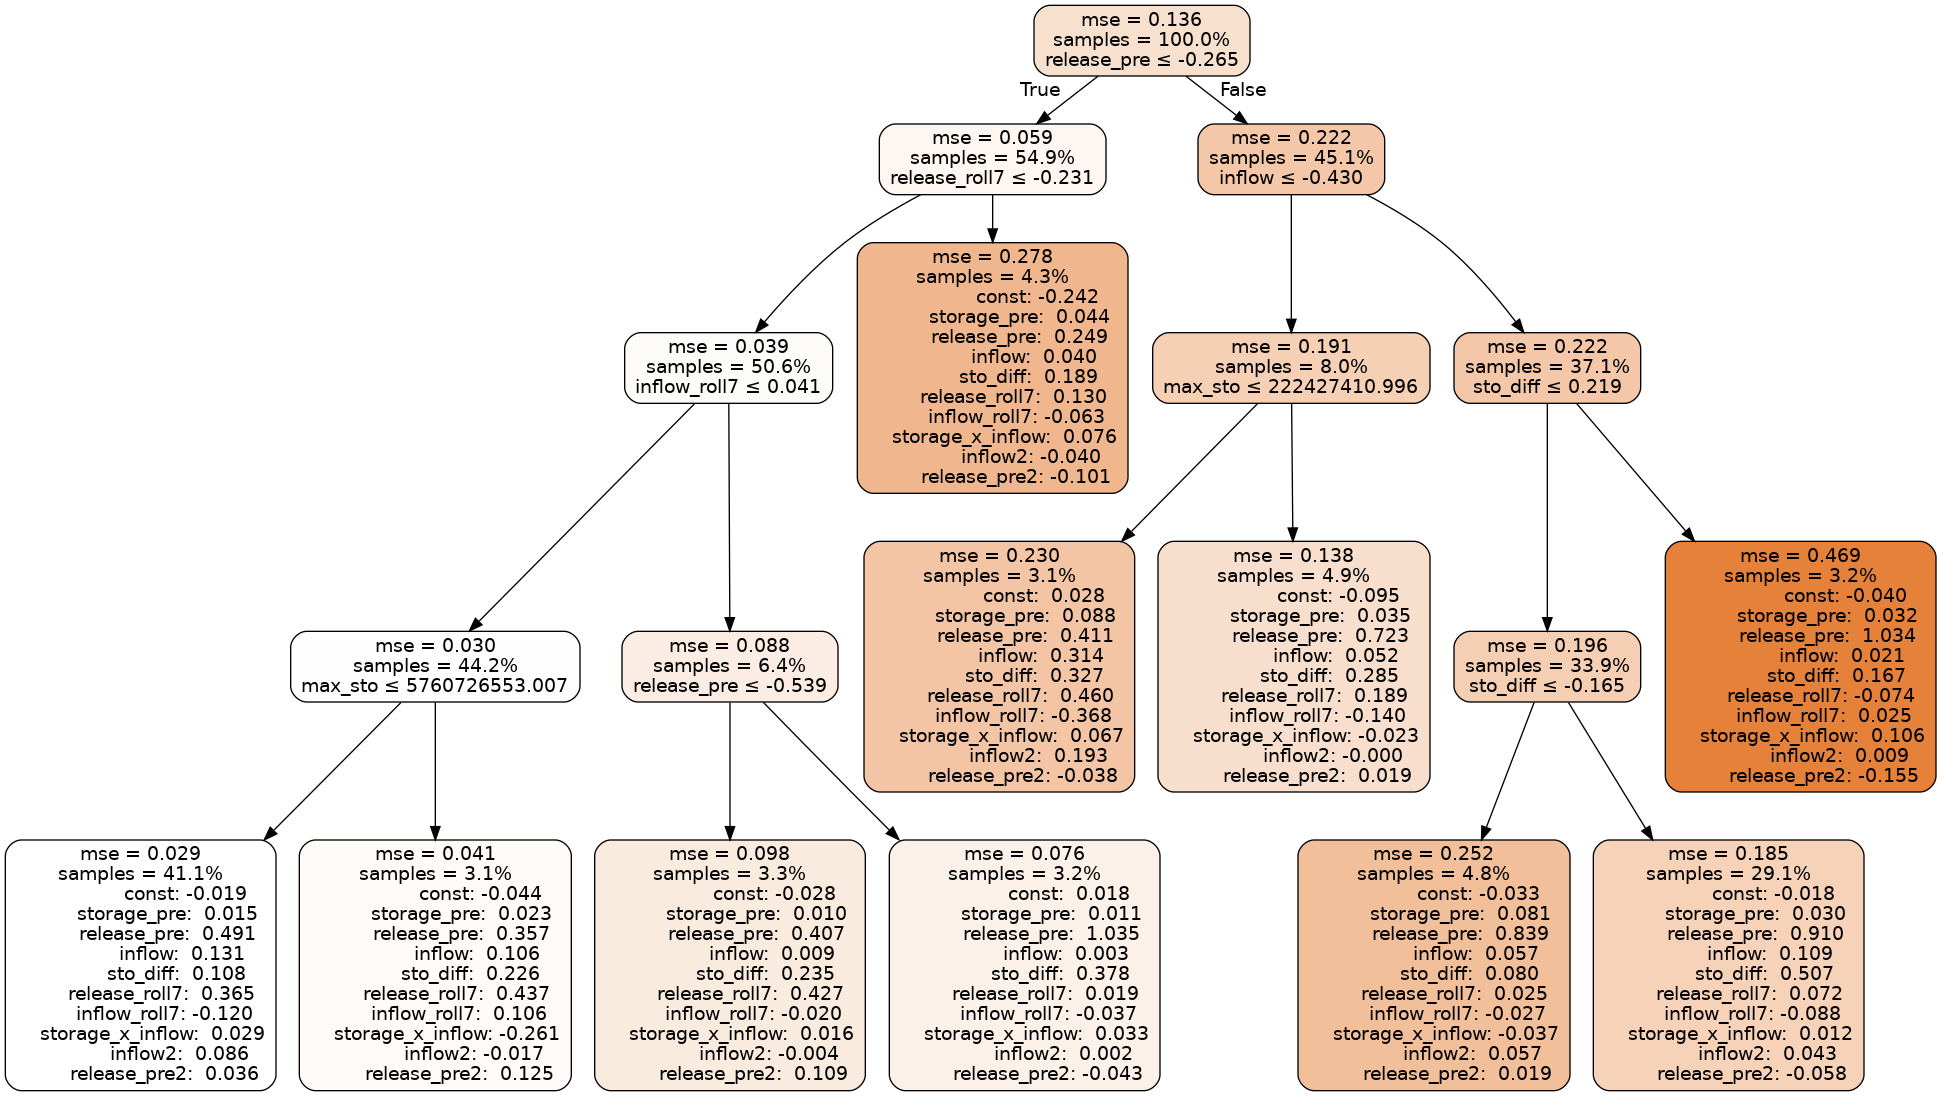 mse = 0.136
samples = 100.0%
release_pre ≤ -0.265
True
False
mse = 0.059
samples = 54.9%
release_roll7 ≤ -0.231
mse = 0.222
samples = 45.1%
inflow ≤ -0.430
mse = 0.278
samples = 4.3%
const: -0.242
storage_pre:  0.044
release_pre:  0.249
inflow:  0.040
sto_diff:  0.189
release_roll7:  0.130
inflow_roll7: -0.063
storage_x_inflow:  0.076
inflow2: -0.040
release_pre2: -0.101
mse = 0.039
samples = 50.6%
inflow_roll7 ≤ 0.041
mse = 0.191
samples = 8.0%
max_sto ≤ 222427410.996
mse = 0.222
samples = 37.1%
sto_diff ≤ 0.219
mse = 0.230
samples = 3.1%
const:  0.028
storage_pre:  0.088
release_pre:  0.411
inflow:  0.314
sto_diff:  0.327
release_roll7:  0.460
inflow_roll7: -0.368
storage_x_inflow:  0.067
inflow2:  0.193
release_pre2: -0.038
mse = 0.138
samples = 4.9%
const: -0.095
storage_pre:  0.035
release_pre:  0.723
inflow:  0.052
sto_diff:  0.285
release_roll7:  0.189
inflow_roll7: -0.140
storage_x_inflow: -0.023
inflow2: -0.000
release_pre2:  0.019
mse = 0.469
samples = 3.2%
const: -0.040
storage_pre:  0.032
release_pre:  1.034
inflow:  0.021
sto_diff:  0.167
release_roll7: -0.074
inflow_roll7:  0.025
storage_x_inflow:  0.106
inflow2:  0.009
release_pre2: -0.155
mse = 0.030
samples = 44.2%
max_sto ≤ 5760726553.007
mse = 0.088
samples = 6.4%
release_pre ≤ -0.539
mse = 0.196
samples = 33.9%
sto_diff ≤ -0.165
mse = 0.029
samples = 41.1%
const: -0.019
storage_pre:  0.015
release_pre:  0.491
inflow:  0.131
sto_diff:  0.108
release_roll7:  0.365
inflow_roll7: -0.120
storage_x_inflow:  0.029
inflow2:  0.086
release_pre2:  0.036
mse = 0.041
samples = 3.1%
const: -0.044
storage_pre:  0.023
release_pre:  0.357
inflow:  0.106
sto_diff:  0.226
release_roll7:  0.437
inflow_roll7:  0.106
storage_x_inflow: -0.261
inflow2: -0.017
release_pre2:  0.125
mse = 0.098
samples = 3.3%
const: -0.028
storage_pre:  0.010
release_pre:  0.407
inflow:  0.009
sto_diff:  0.235
release_roll7:  0.427
inflow_roll7: -0.020
storage_x_inflow:  0.016
inflow2: -0.004
release_pre2:  0.109
mse = 0.076
samples = 3.2%
const:  0.018
storage_pre:  0.011
release_pre:  1.035
inflow:  0.003
sto_diff:  0.378
release_roll7:  0.019
inflow_roll7: -0.037
storage_x_inflow:  0.033
inflow2:  0.002
release_pre2: -0.043
mse = 0.252
samples = 4.8%
const: -0.033
storage_pre:  0.081
release_pre:  0.839
inflow:  0.057
sto_diff:  0.080
release_roll7:  0.025
inflow_roll7: -0.027
storage_x_inflow: -0.037
inflow2:  0.057
release_pre2:  0.019
mse = 0.185
samples = 29.1%
const: -0.018
storage_pre:  0.030
release_pre:  0.910
inflow:  0.109
sto_diff:  0.507
release_roll7:  0.072
inflow_roll7: -0.088
storage_x_inflow:  0.012
inflow2:  0.043
release_pre2: -0.058